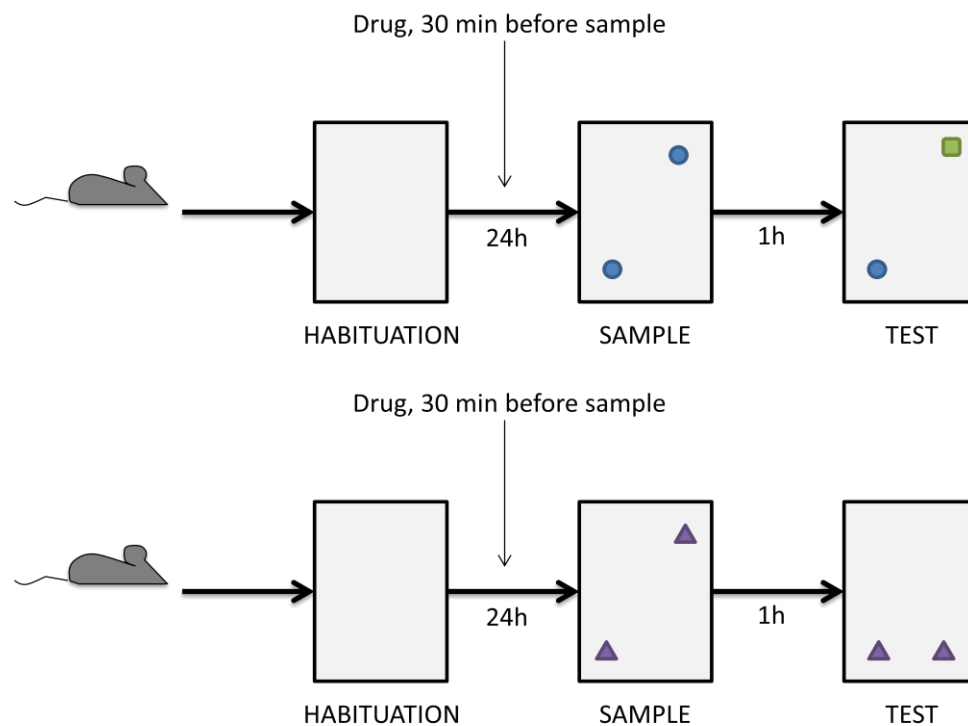 Drug, 30 min before sample
24h
1h
HABITUATION
SAMPLE
TEST
Drug, 30 min before sample
24h
1h
HABITUATION
SAMPLE
TEST